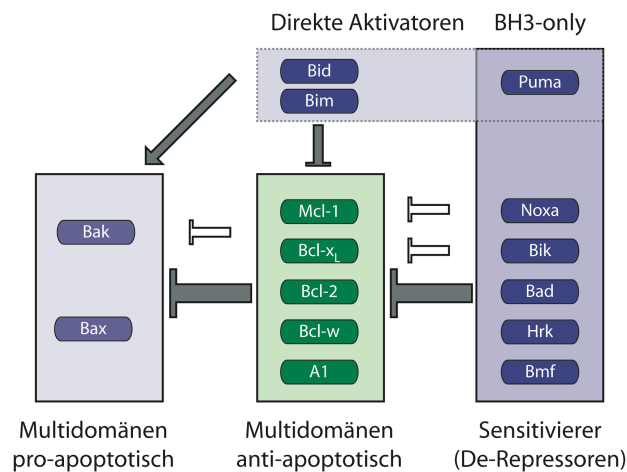 Direkte Aktivatoren
BH3-only
Bid
Bim
Puma
Bak
Bax
Mcl-1
Bcl-xL
Bcl-2
Bcl-w
A1
Noxa
Bik
Bad
Hrk
Bmf
Multidomänen
pro-apoptotisch
Multidomänen
anti-apoptotisch
Sensitivierer
(De-Repressoren)